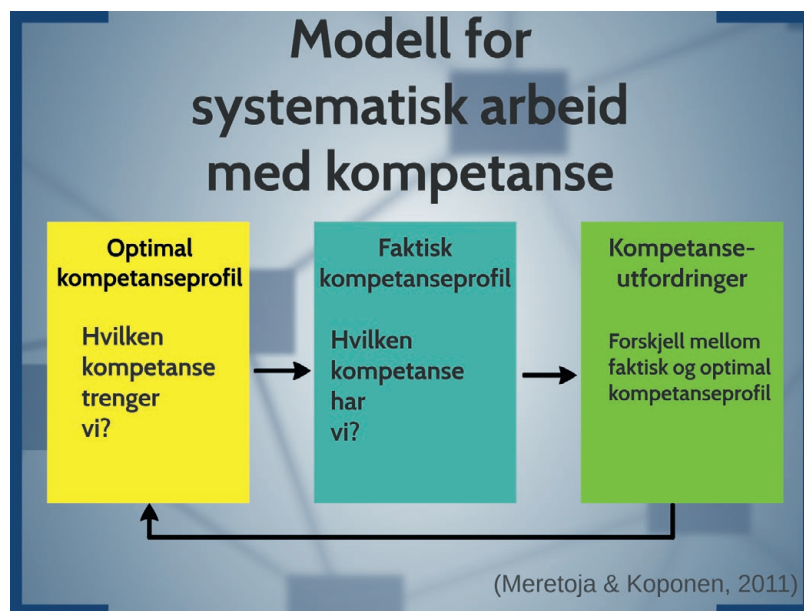 Modell for
systematisk arbeid
med kompetanse
Optimal
kompetanseprofil
Hvilken
kompetanse
trenger
vi?
Faktisk
kompetanseprofil
Hvilken
kompetanse
har
vi?
Kompetanse-
utfordringer
Forskjell mellom
faktisk og optimal
kompetanseprofil
(Meretoja & Koponen, 2011)